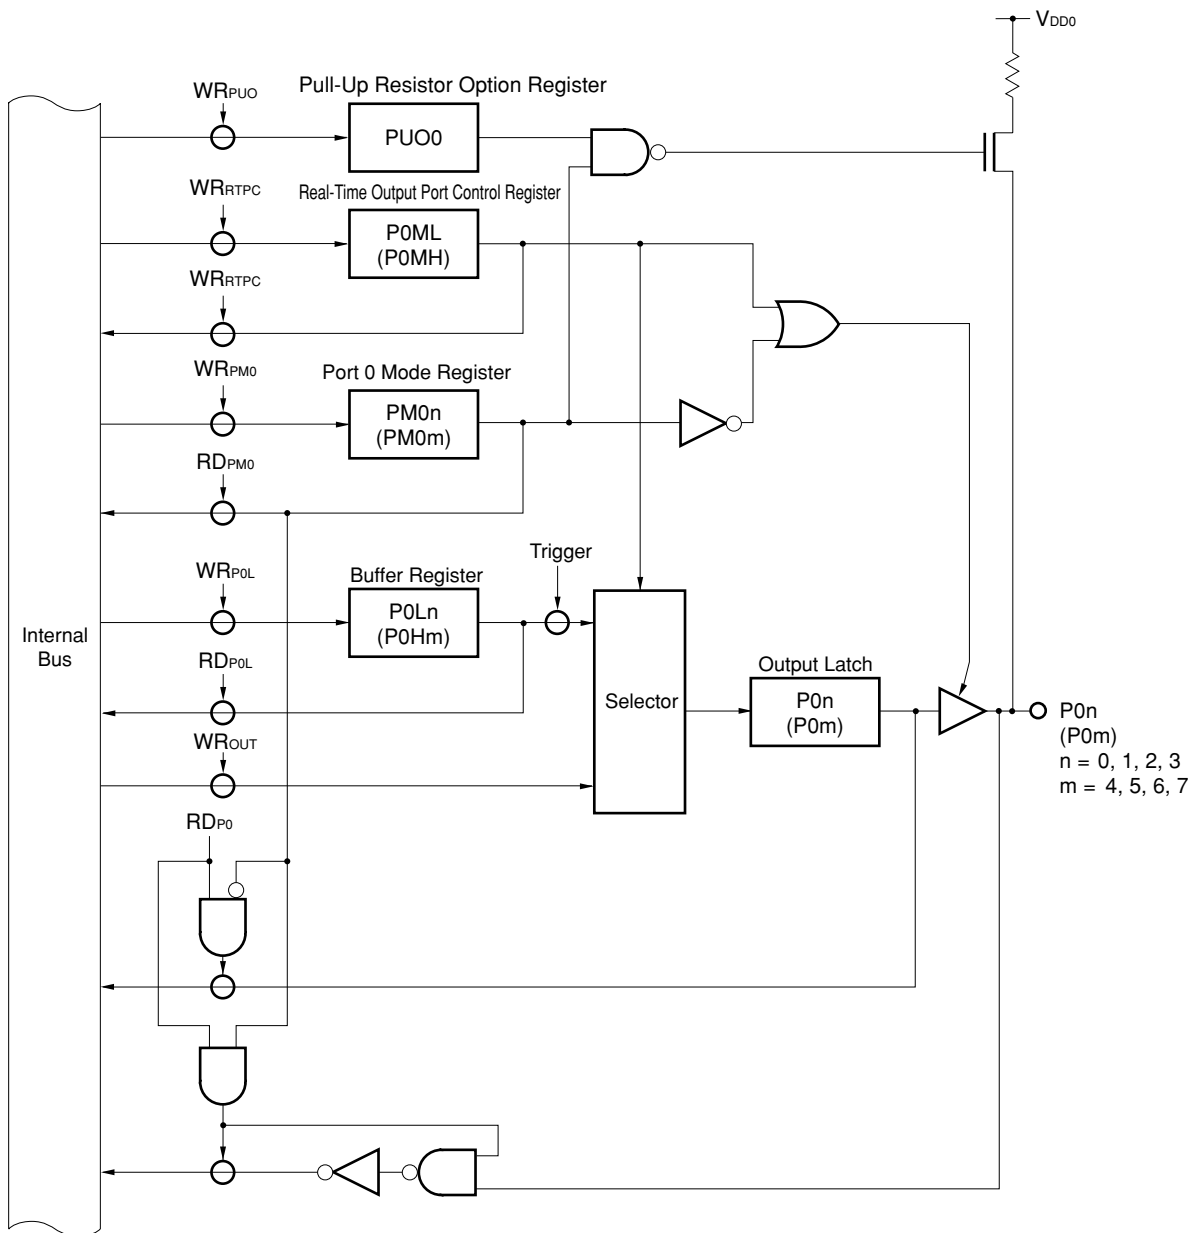 VDD0
WRPUO
Pull-Up Resistor Option Register
PUO0
WRRTPC
Real-Time Output Port Control Register
P0ML
(P0MH)
WRRTPC
WRPM0
Port 0 Mode Register
PM0n
(PM0m)
RDPM0
Trigger
WRP0L
Buffer Register
P0Ln
(P0Hm)
Internal
Bus
RDP0L
Selector
Output Latch
P0n
(P0m)
P0n
(P0m)
n = 0, 1, 2, 3
m = 4, 5, 6, 7
WROUT
RDP0